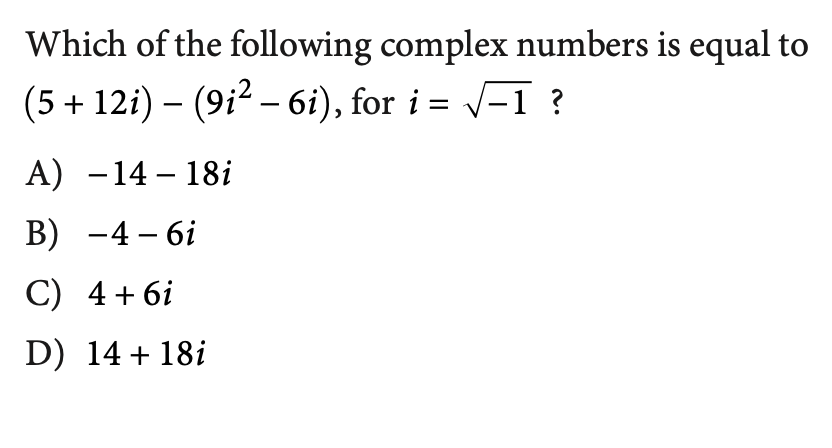 Which of the following complex numbers is equal to
(5 + 12i) – (9i² – 6i), for i = √−1 ?
A) −14 – 18i
B) −4 – 6i
C) 4 + 6i
D) 14 + 18i